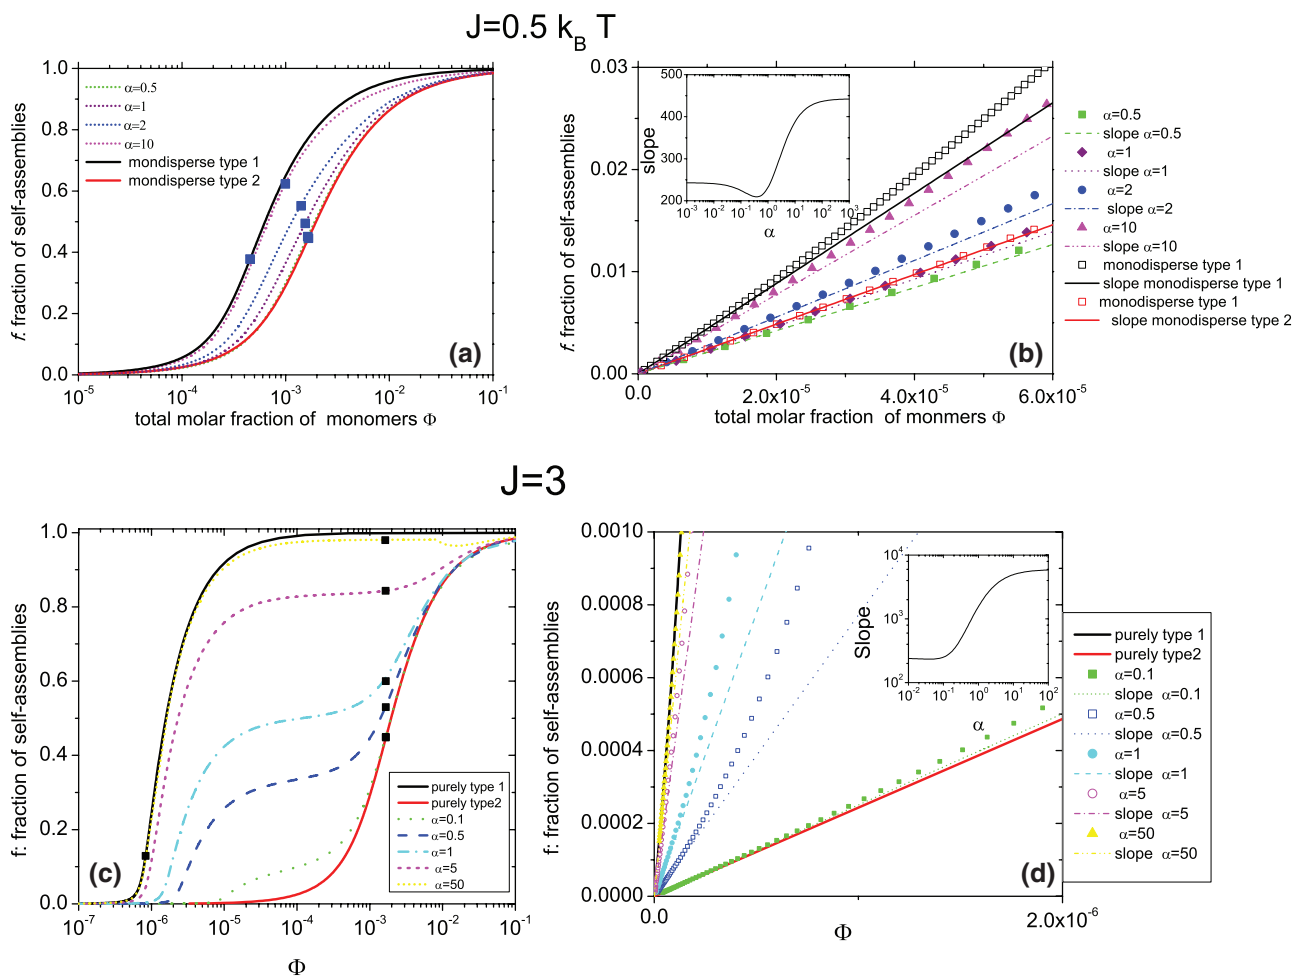 J=0.5 k_B T
f: fraction of self-assemblies
1.0
0.8
0.6
0.4
0.2
0.0
α=0.5
α=1
α=2
α=10
mondisperse type 1
mondisperse type 2
(a)
10^-5
10^-4
10^-3
10^-2
10^-1
total molar fraction of monomers Φ
f: fraction of self-assemblies
0.03
0.02
0.01
0.00
slope
500
400
300
200
10^-3
10^-2
10^-1
10^0
10^1
10^2
10^3
α
(b)
2.0x10^-5
4.0x10^-5
6.0x10^-5
total molar fraction of monmers Φ
α=0.5
slope α=0.5
α=1
slope α=1
α=2
slope α=2
α=10
slope α=10
monodisperse type 1
slope monodisperse type 1
monodisperse type 1
slope monodisperse type 2
J=3
f: fraction of self-assemblies
1.0
0.8
0.6
0.4
0.2
0.0
(c)
purely type 1
purely type2
α=0.1
α=0.5
α=1
α=5
α=50
10^-7
10^-6
10^-5
10^-4
10^-3
10^-2
10^-1
Φ
f: fraction of self-assemblies
0.0010
0.0008
0.0006
0.0004
0.0002
0.0000
Slope
10^4
10^3
10^2
10^-2
10^-1
10^0
10^1
10^2
α
(d)
0.0
2.0x10^-6
Φ
purely type 1
purely type2
α=0.1
slope α=0.1
α=0.5
slope α=0.5
α=1
slope α=1
α=5
slope α=5
α=50
slope α=50